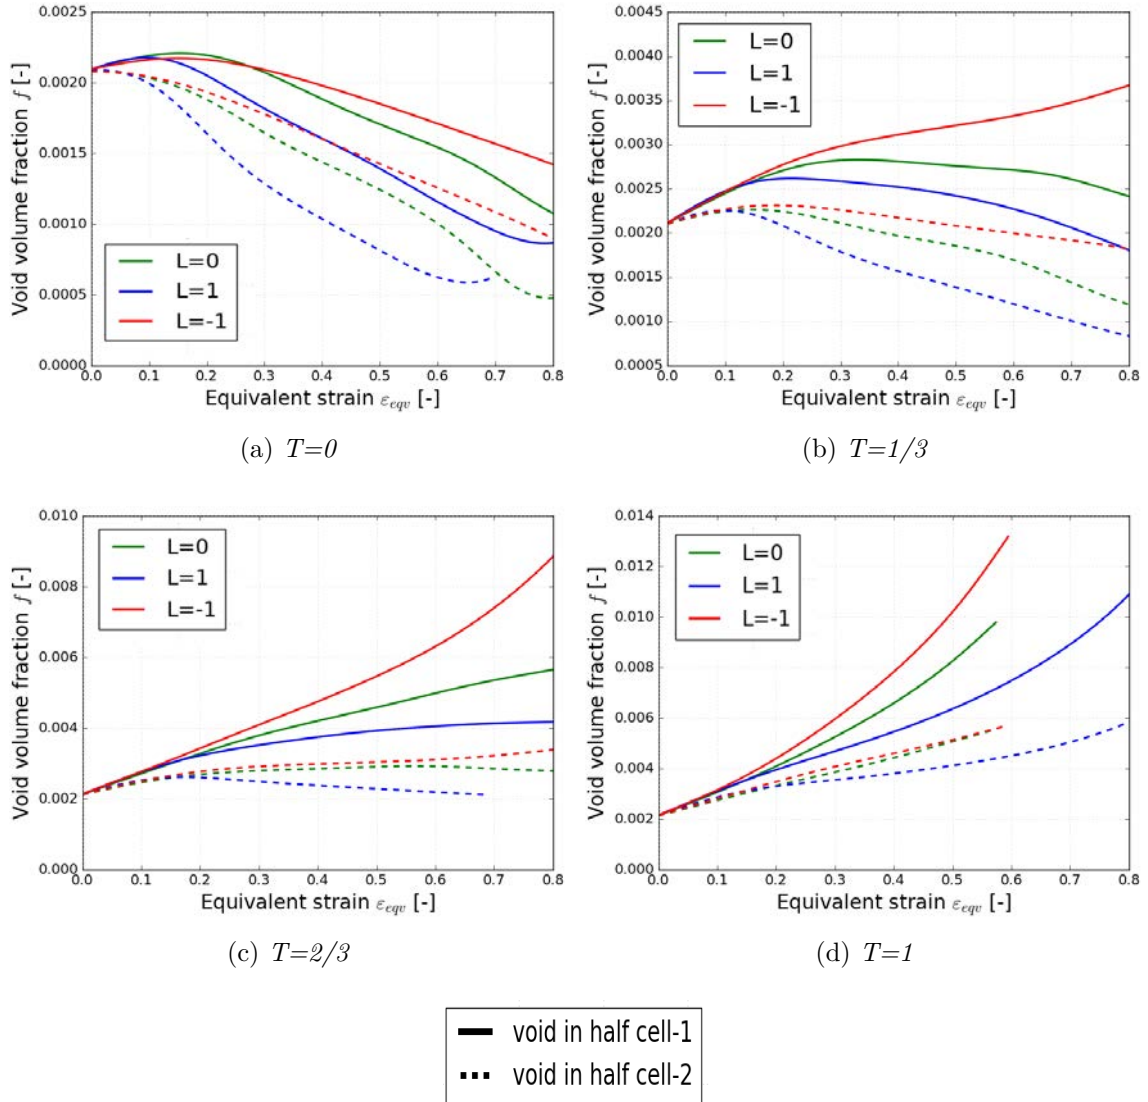 0.0025
0.0020
0.0015
0.0010
0.0005
0.0000
Void volume fraction f [-]
L=0
L=1
L=-1
0.0 0.1 0.2 0.3 0.4 0.5 0.6 0.7 0.8
Equivalent strain εeqv [-]
(a) T=0
0.0045
0.0040
0.0035
0.0030
0.0025
0.0020
0.0015
0.0010
0.0005
Void volume fraction f [-]
L=0
L=1
L=-1
0.0 0.1 0.2 0.3 0.4 0.5 0.6 0.7 0.8
Equivalent strain εeqv [-]
(b) T=1/3
0.010
0.008
0.006
0.004
0.002
0.000
Void volume fraction f [-]
L=0
L=1
L=-1
0.0 0.1 0.2 0.3 0.4 0.5 0.6 0.7 0.8
Equivalent strain εeqv [-]
(c) T=2/3
0.014
0.012
0.010
0.008
0.006
0.004
0.002
0.000
Void volume fraction f [-]
L=0
L=1
L=-1
0.0 0.1 0.2 0.3 0.4 0.5 0.6 0.7 0.8
Equivalent strain εeqv [-]
(d) T=1
void in half cell-1
void in half cell-2